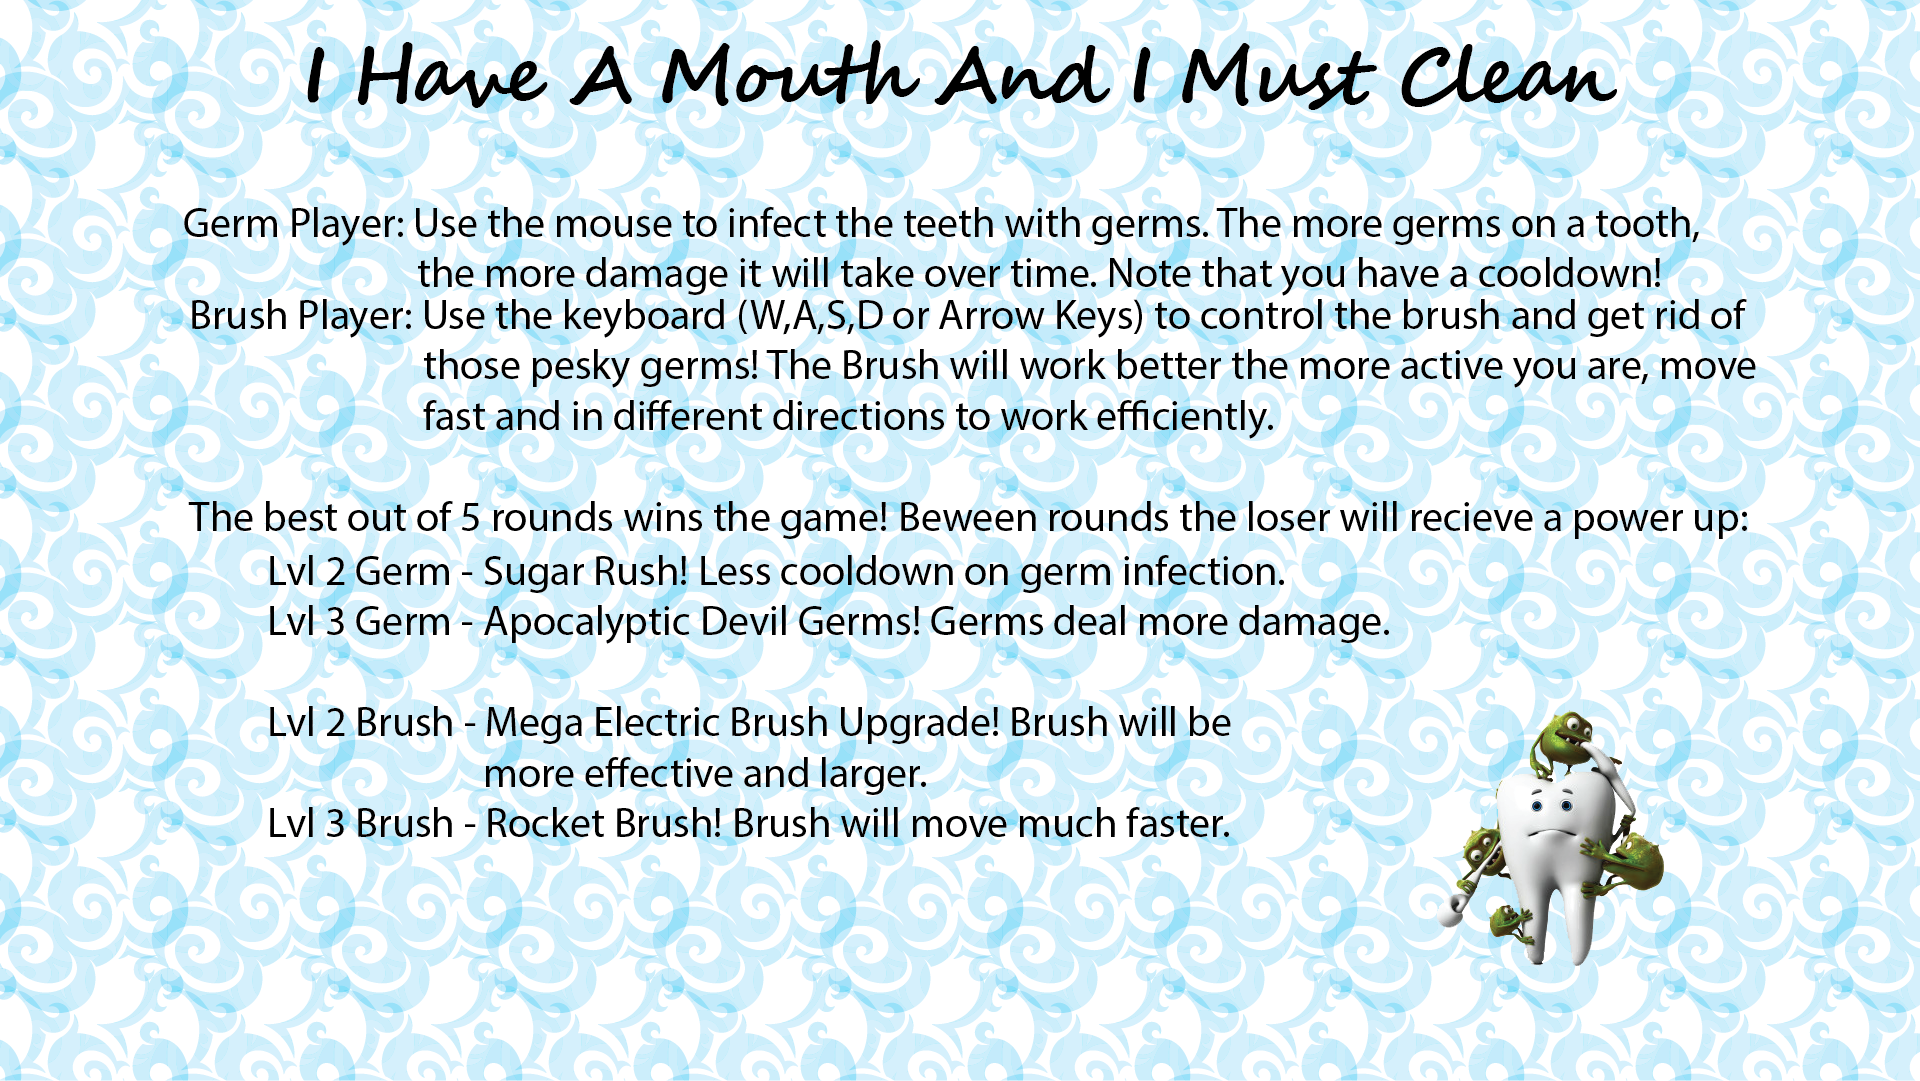 I Have A Mouth And I Must Clean
Germ Player: Use the mouse to infect the teeth with germs. The more germs on a tooth,
the more damage it will take over time. Note that you have a cooldown!
Brush Player: Use the keyboard (W,A,S,D or Arrow Keys) to control the brush and get rid of
those pesky germs! The Brush will work better the more active you are, move
fast and in different directions to work efficiently.
The best out of 5 rounds wins the game! Beween rounds the loser will recieve a power up:
Lvl 2 Germ - Sugar Rush! Less cooldown on germ infection.
Lvl 3 Germ - Apocalyptic Devil Germs! Germs deal more damage.
Lvl 2 Brush - Mega Electric Brush Upgrade! Brush will be
more effective and larger.
Lvl 3 Brush - Rocket Brush! Brush will move much faster.